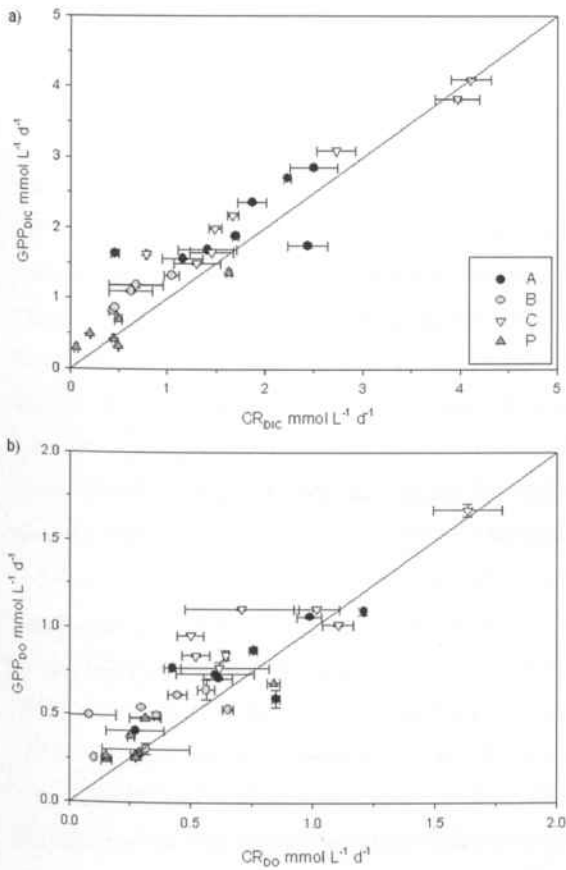 a)
5
4
3
2
1
0
GPP_DIC mmol L⁻¹ d⁻¹
A
B
C
P
0 1 2 3 4 5
CR_DIC mmol L⁻¹ d⁻¹
b)
2.0
1.5
1.0
0.5
0.0
GPP_DO mmol L⁻¹ d⁻¹
0.0 0.5 1.0 1.5 2.0
CR_DO mmol L⁻¹ d⁻¹